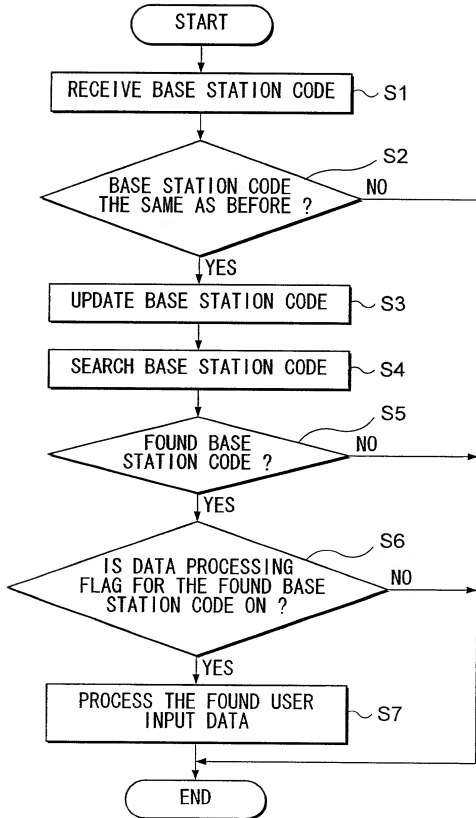 START
RECEIVE BASE STATION CODE
S1
S2
BASE STATION CODE
THE SAME AS BEFORE ?
NO
YES
UPDATE BASE STATION CODE
S3
SEARCH BASE STATION CODE
S4
S5
FOUND BASE
STATION CODE ?
NO
YES
S6
IS DATA PROCESSING
FLAG FOR THE FOUND BASE
STATION CODE ON ?
NO
YES
PROCESS THE FOUND USER
INPUT DATA
S7
END